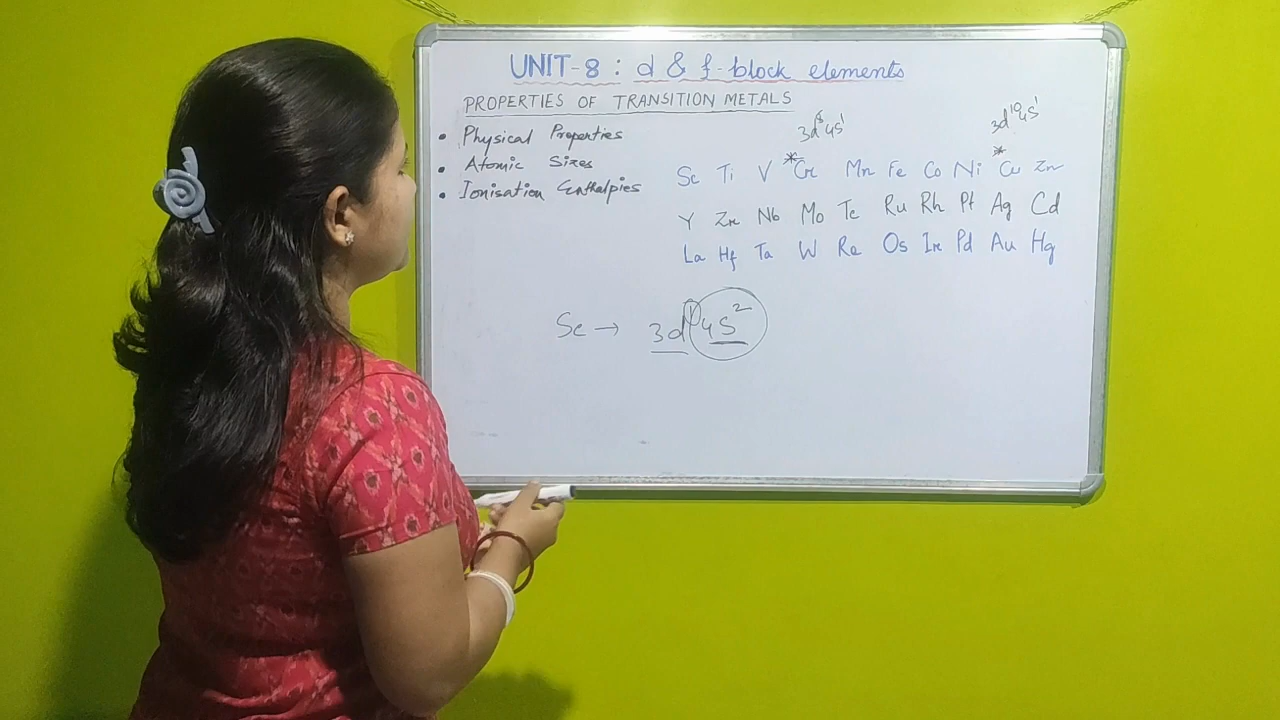 UNIT-8 : d & f-block elements
PROPERTIES OF TRANSITION METALS
• Physical Properties
• Atomic Sizes
• Ionisation Enthalpies
3d⁵4s¹ 3d¹⁰4s¹
Sc Ti V *Cr Mn Fe Co Ni *Cu Zn
Y Zr Nb Mo Tc Ru Rh Pt Ag Cd
La Hf Ta W Re Os Ir Pd Au Hg
Sc → 3d¹4s²